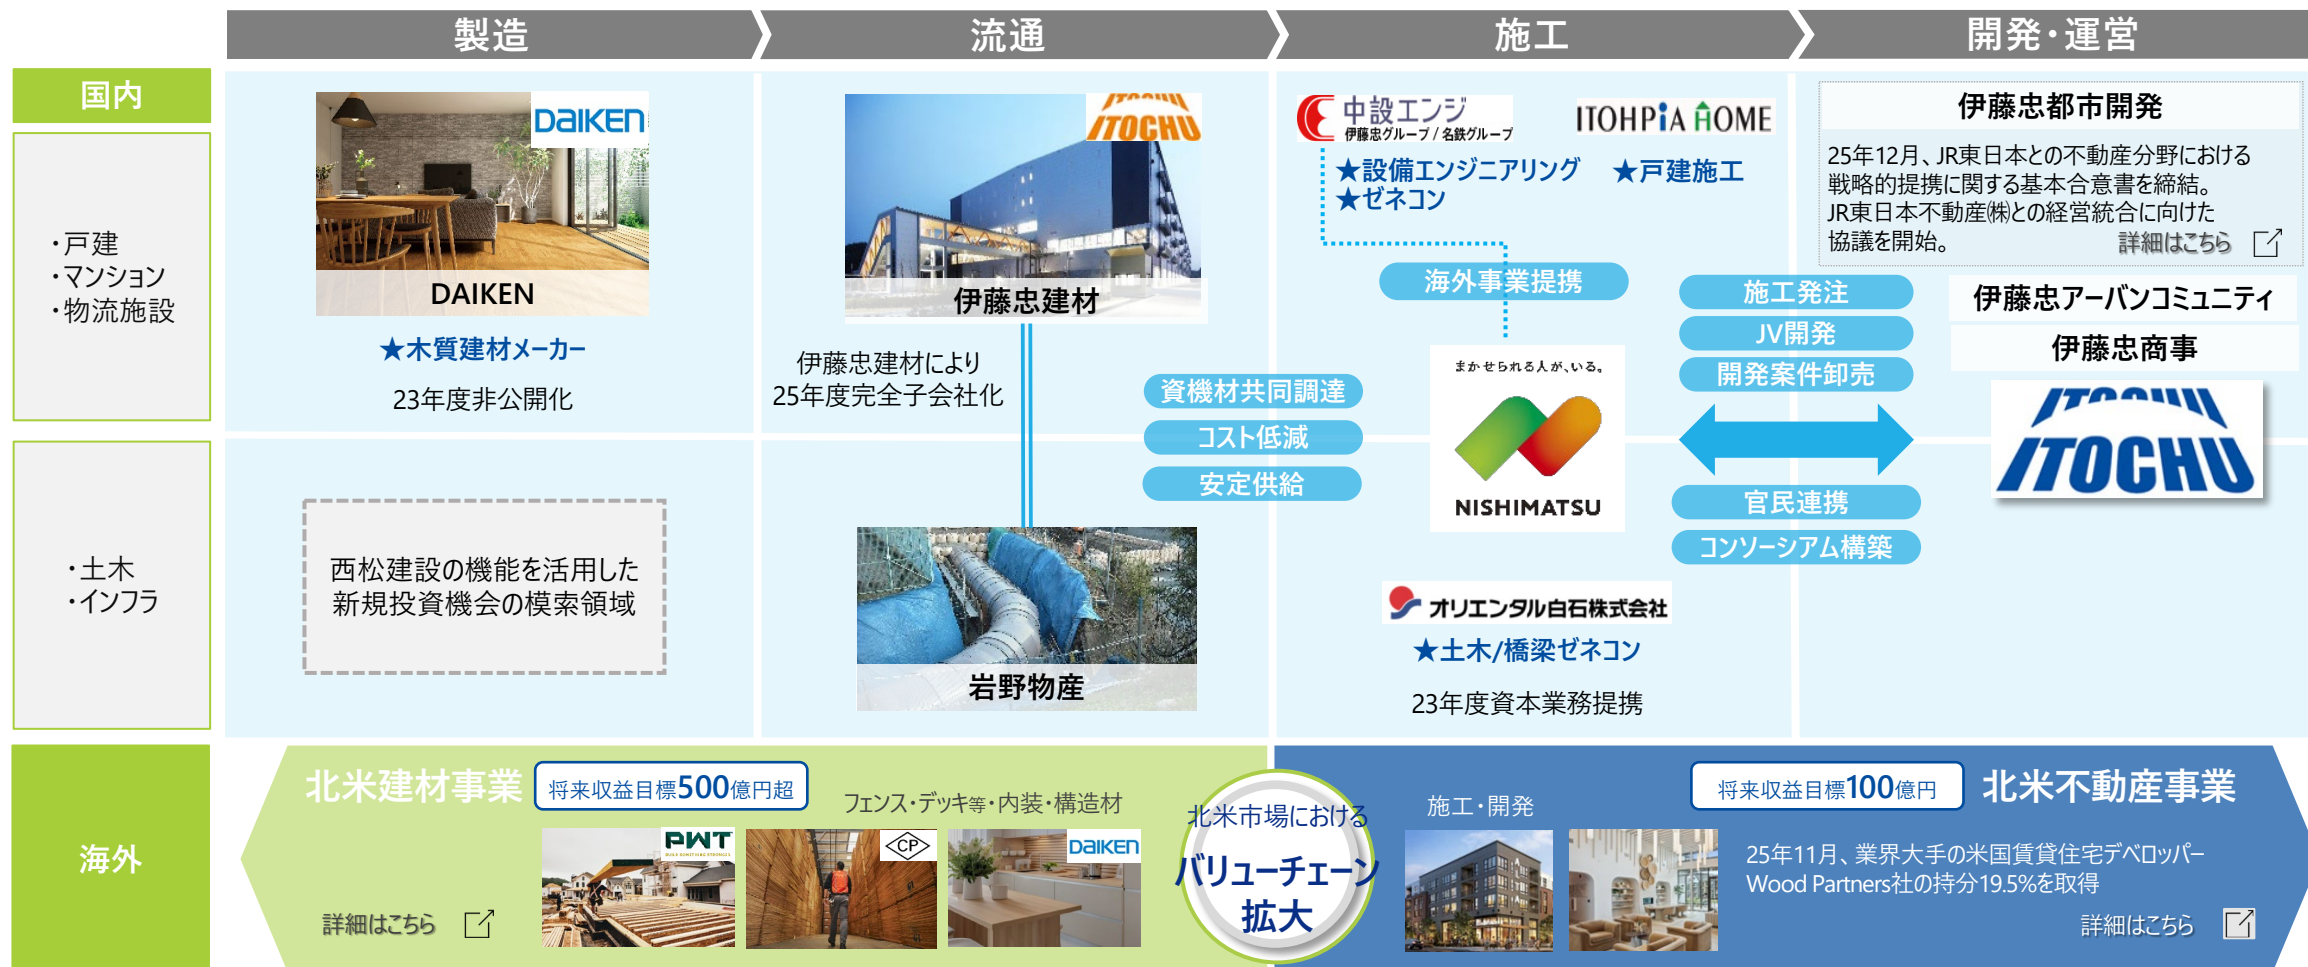 製造
流通
施工
開発・運営
国内
・戸建
・マンション
・物流施設
DAIKEN
DAIKEN
★木質建材メーカー
23年度非公開化
ITOCHU
伊藤忠建材
伊藤忠建材により
25年度完全子会社化
中設エンジ
伊藤忠グループ / 名鉄グループ
★設備エンジニアリング
★ゼネコン
ITOHPiA HOME
★戸建施工
海外事業提携
伊藤忠都市開発
25年12月、JR東日本との不動産分野における
戦略的提携に関する基本合意書を締結。
JR東日本不動産㈱との経営統合に向けた
協議を開始。
詳細はこちら
伊藤忠アーバンコミュニティ
伊藤忠商事
ITOCHU
施工発注
JV開発
開発案件卸売
資機材共同調達
コスト低減
安定供給
まかせられる人が、いる。
NISHIMATSU
官民連携
コンソーシアム構築
・土木
・インフラ
西松建設の機能を活用した
新規投資機会の模索領域
岩野物産
オリエンタル白石株式会社
★土木/橋梁ゼネコン
23年度資本業務提携
海外
北米建材事業
将来収益目標500億円超
フェンス・デッキ等・内装・構造材
PWT
CP
DAIKEN
詳細はこちら
北米市場における
バリューチェーン
拡大
施工・開発
将来収益目標100億円
北米不動産事業
25年11月、業界大手の米国賃貸住宅デベロッパー
Wood Partners社の持分19.5%を取得
詳細はこちら